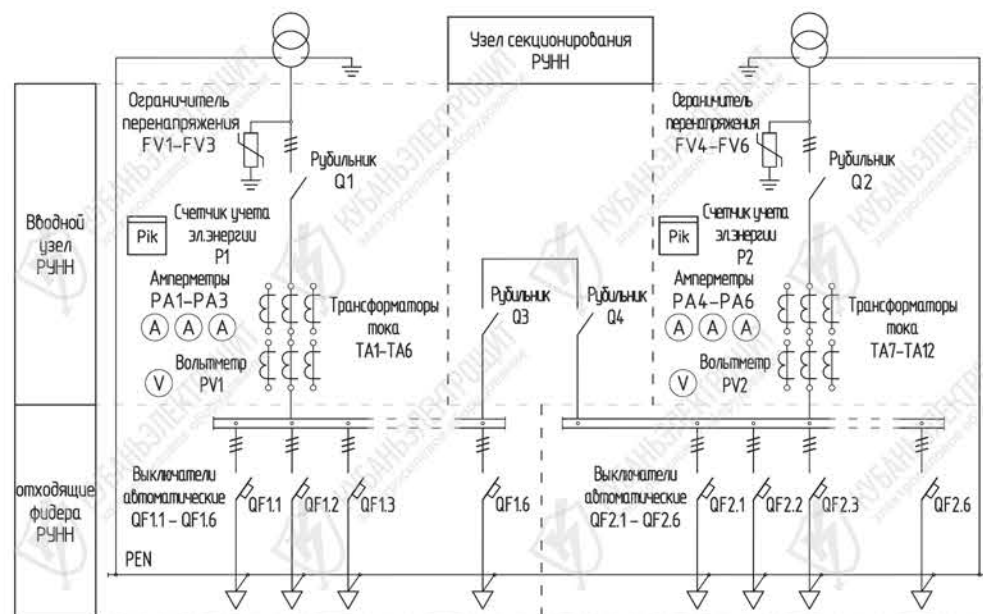 Узел секционирования
РУНН
Ограничитель
перенапряжения
FV1-FV3
Рубильник
Q1
Вводной
узел
РУНН
Pik
Счетчик учета
эл.энергии
P1
Амперметры
PA1-PA3
A A A
Трансформаторы
тока
TA1-TA6
Вольтметр
PV1
V
Рубильник
Q3
Рубильник
Q4
Ограничитель
перенапряжения
FV4-FV6
Рубильник
Q2
Pik
Счетчик учета
эл.энергии
P2
Амперметры
PA4-PA6
A A A
Трансформаторы
тока
TA7-TA12
Вольтметр
PV2
V
отходящие
фидера
РУНН
Выключатели
автоматические
QF1.1 - QF1.6
QF1.1
QF1.2
QF1.3
QF1.6
Выключатели
автоматические
QF2.1 - QF2.6
QF2.1
QF2.2
QF2.3
QF2.6
PEN
КУБАНЬЭЛЕКТРОЩИТ